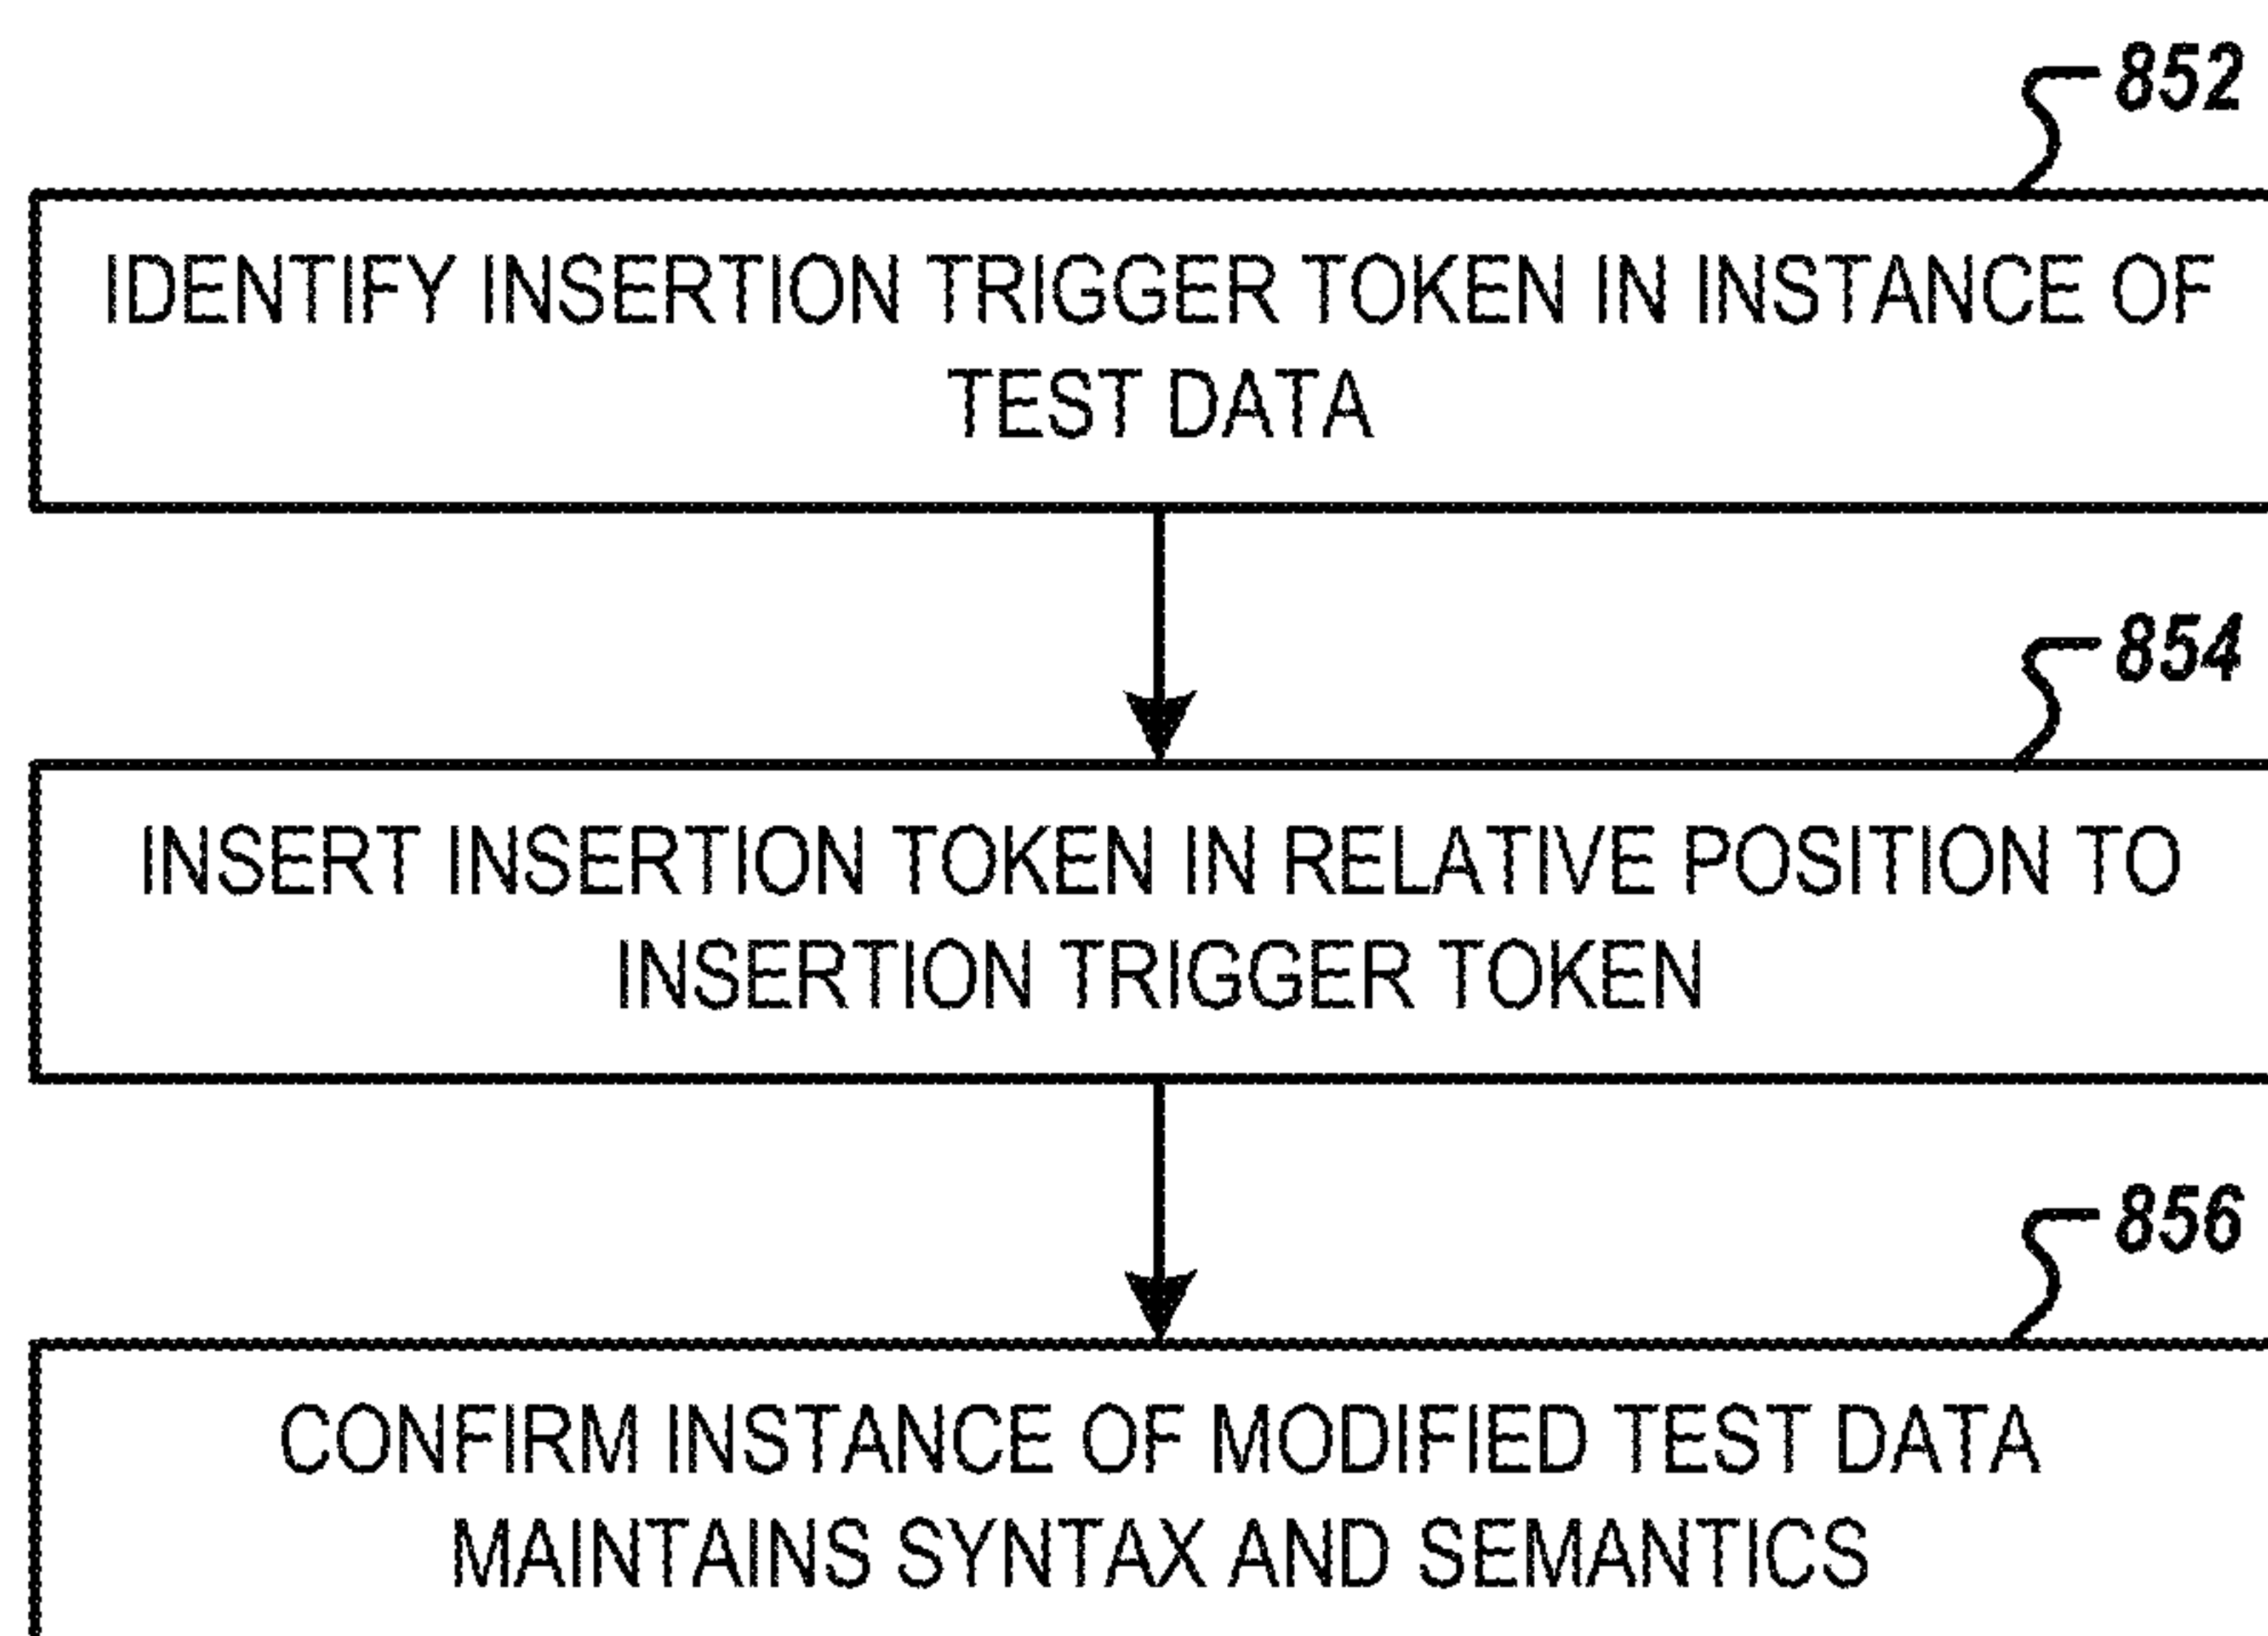 852
IDENTIFY INSERTION TRIGGER TOKEN IN INSTANCE OF
TEST DATA
854
INSERT INSERTION TOKEN IN RELATIVE POSITION TO
INSERTION TRIGGER TOKEN
856
CONFIRM INSTANCE OF MODIFIED TEST DATA
MAINTAINS SYNTAX AND SEMANTICS